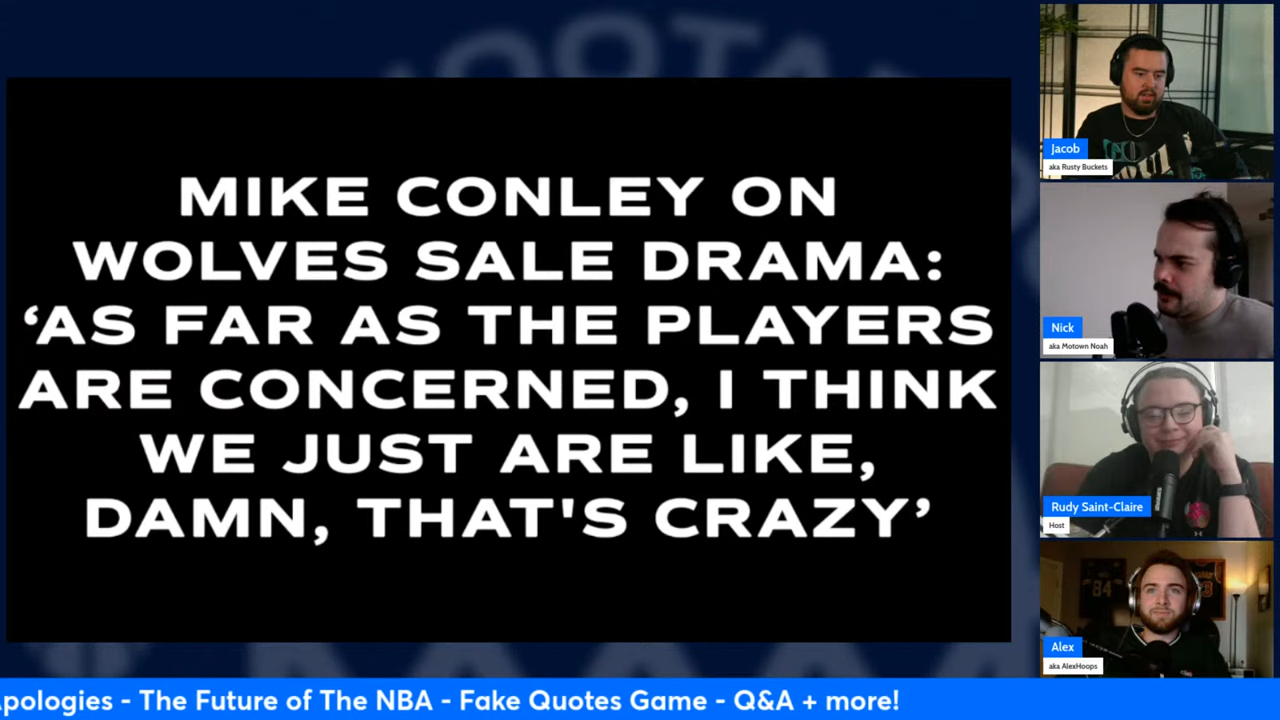 MIKE CONLEY ON
WOLVES SALE DRAMA:
‘AS FAR AS THE PLAYERS
ARE CONCERNED, I THINK
WE JUST ARE LIKE,
DAMN, THAT'S CRAZY’
Jacob
aka Rusty Buckets
Nick
aka Motown Noah
Rudy Saint-Claire
Host
84
Alex
aka AlexHoops
pologies - The Future of The NBA - Fake Quotes Game - Q&A + more!